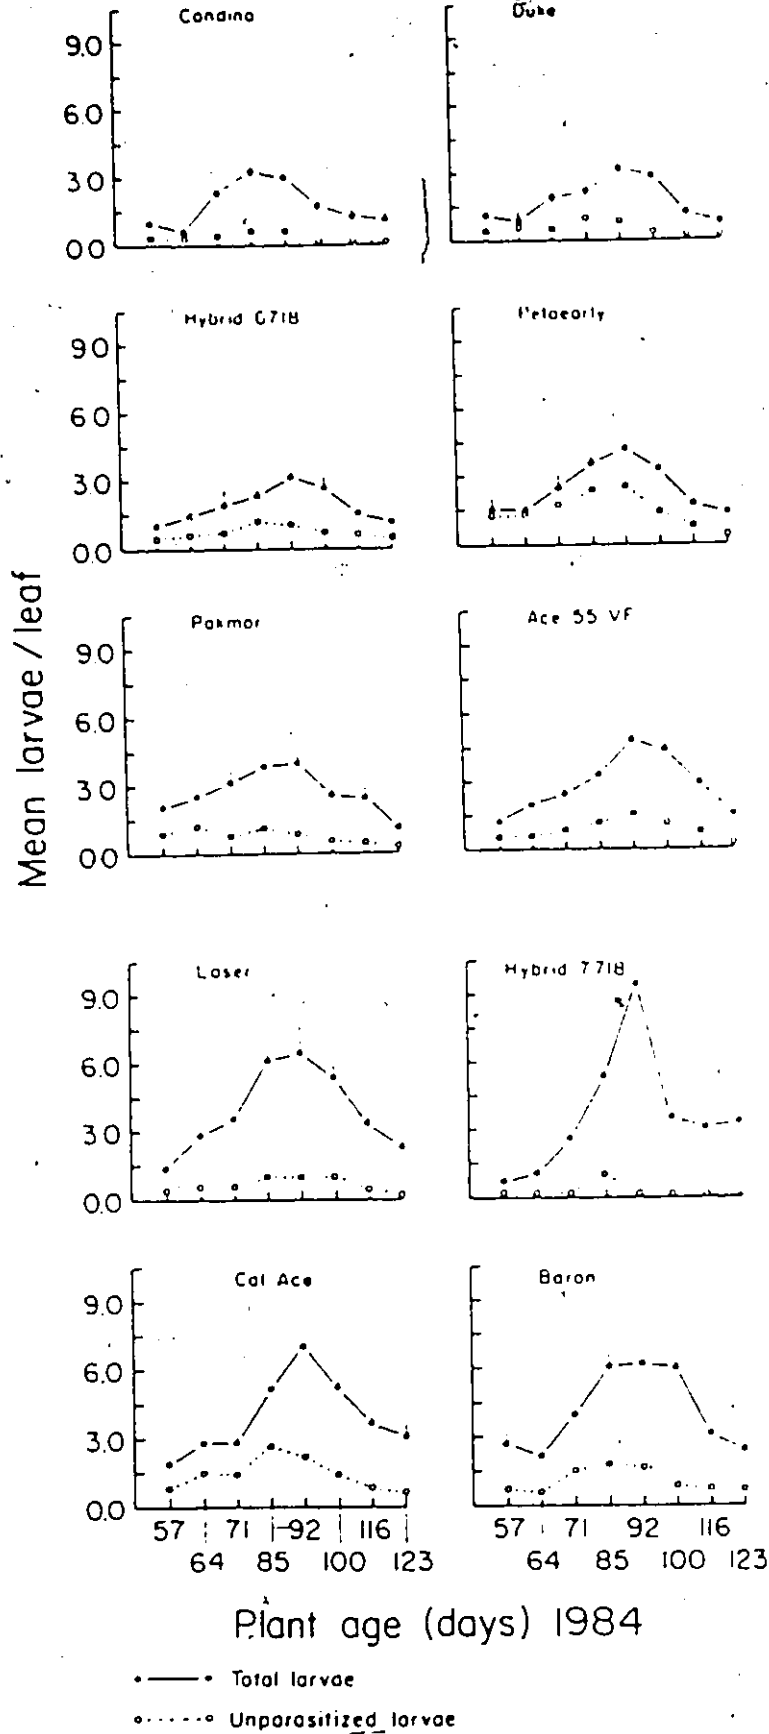 Condina
Duke
9.0
6.0
3.0
0.0
Hybrid 6718
Petoearly
9.0
6.0
3.0
0.0
Pakmor
Ace 55 VF
9.0
6.0
3.0
0.0
Mean larvae/leaf
Laser
Hybrid 7718
9.0
6.0
3.0
0.0
Cal Ace
Baron
9.0
6.0
3.0
0.0
57 71 92 116 57 71 92 116
64 85 100 123 64 85 100 123
Plant age (days) 1984
Total larvae
Unparasitized larvae